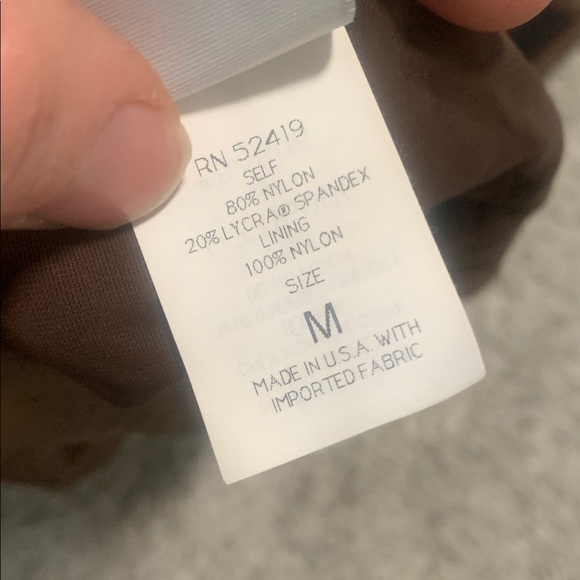 RN 52419
SELF
80% NYLON
20% LYCRA® SPANDEX
LINING
100% NYLON
SIZE
M
MADE IN U.S.A. WITH
IMPORTED FABRIC